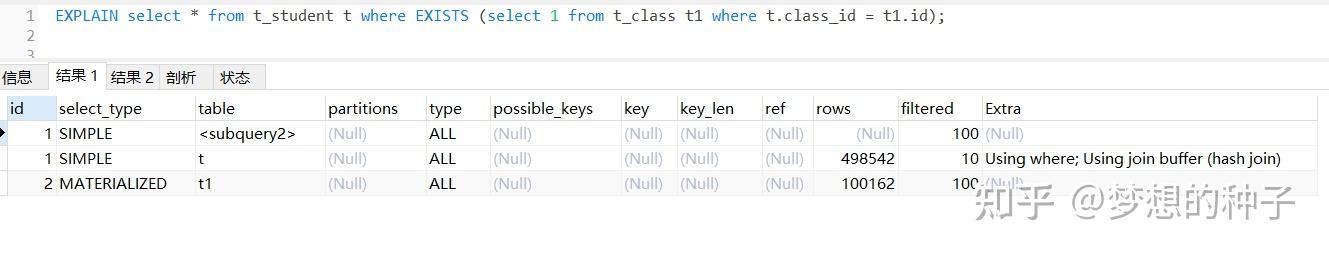 1 EXPLAIN select * from t_student t where EXISTS (select 1 from t_class t1 where t.class_id = t1.id);
2
3
信息 结果 1 结果 2 剖析 状态
id select_type table partitions type possible_keys key key_len ref rows filtered Extra
1 SIMPLE <subquery2> (Null) ALL (Null) (Null) (Null) (Null) (Null) 100 (Null)
1 SIMPLE t (Null) ALL (Null) (Null) (Null) (Null) 498542 10 Using where; Using join buffer (hash join)
2 MATERIALIZED t1 (Null) ALL (Null) (Null) (Null) (Null) 100162 100 (Null)
知乎 @梦想的种子